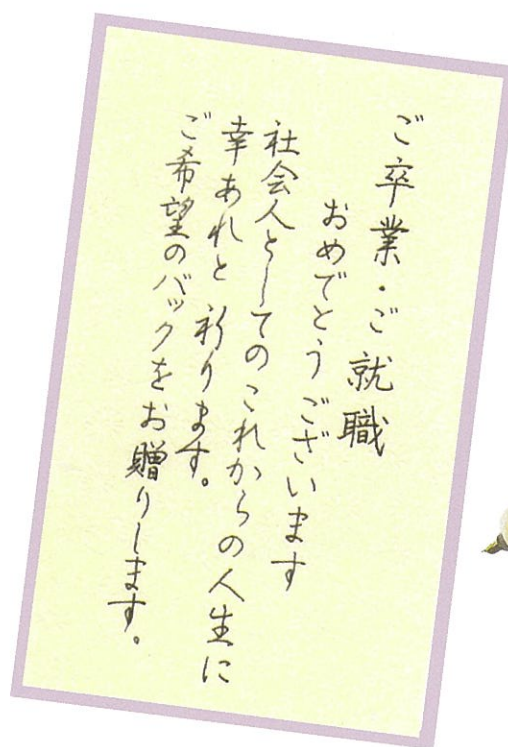 ご卒業・ご就職
おめでとうございます
社会人としてのこれからの人生に
幸あれと祈ります。
ご希望のバックをお贈りします。